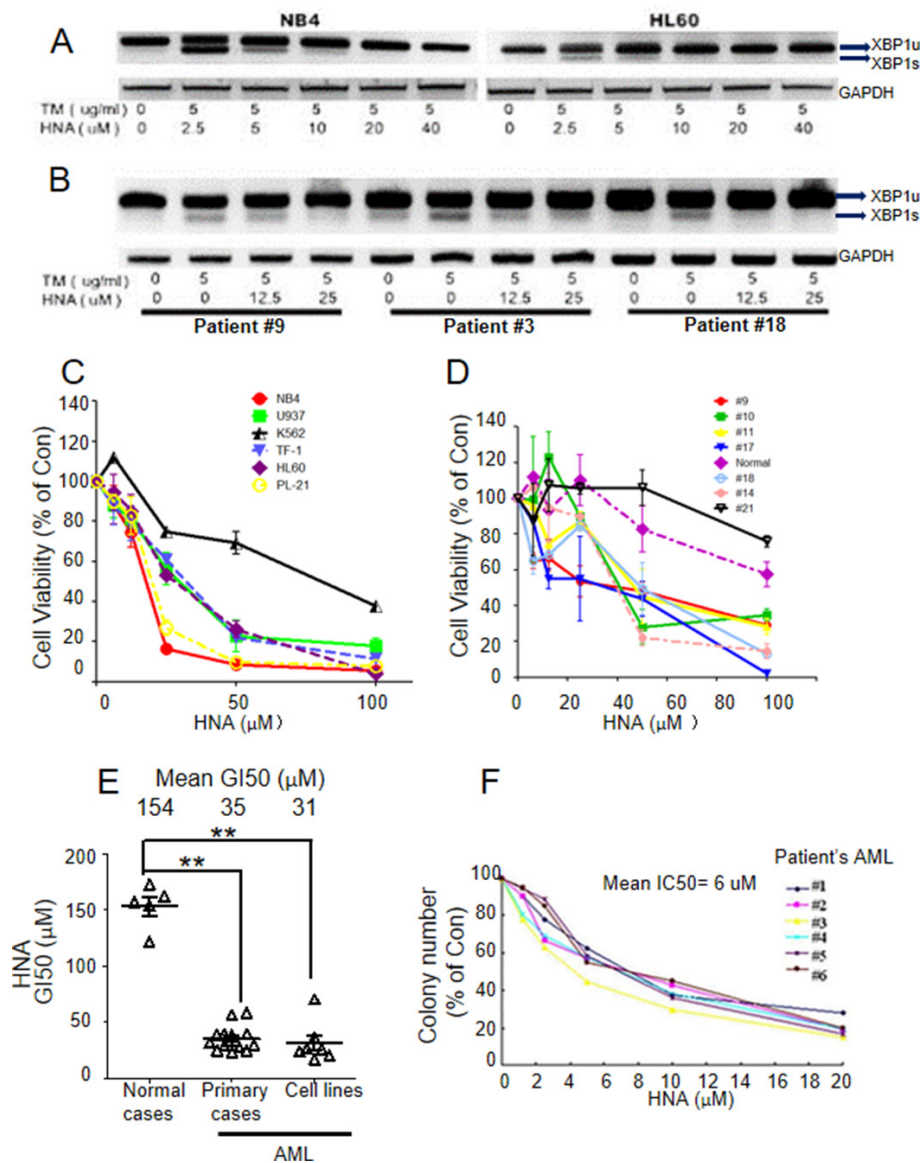 NB4 HL60
A
XBP1u
XBP1s
GAPDH
TM ( ug/ml) 0 5 5 5 5 5 0 5 5 5 5 5
HNA ( uM ) 0 2.5 5 10 20 40 0 2.5 5 10 20 40
B
XBP1u
XBP1s
GAPDH
TM ( ug/ml) 0 5 5 5 0 5 5 5 0 5 5 5
HNA ( uM) 0 0 12.5 25 0 0 12.5 25 0 0 12.5 25
Patient #9 Patient #3 Patient #18
C
Cell Viability (% of Con)
140
120
100
80
60
40
20
0
0 50 100
HNA (μM )
NB4
U937
K562
TF-1
HL60
PL-21
D
Cell Viability (% of Con)
140
120
100
80
60
40
20
0
0 20 40 60 80 100
HNA (μM )
#9
#10
#11
#17
Normal
#18
#14
#21
E
Mean GI50 (μM)
154 35 31
**
**
HNA
GI50 (μM)
200
150
100
50
0
Normal cases
Primary cases
Cell lines
AML
F
Patient's AML
Mean IC50= 6 uM
#1
#2
#3
#4
#5
#6
Colony number
(% of Con)
100
80
60
40
20
0
0 2 4 6 8 10 12 14 16 18 20
HNA (μM)